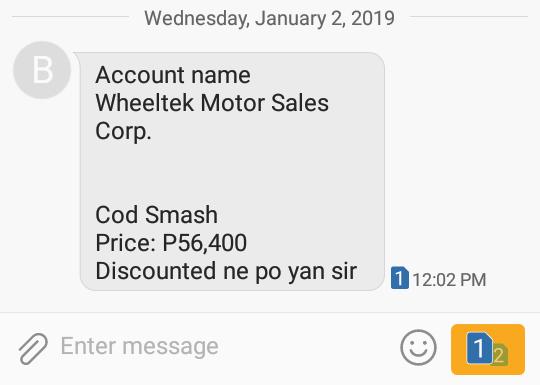 Wednesday, January 2, 2019
B
Account name
Wheeltek Motor Sales
Corp.
Cod Smash
Price: P56,400
Discounted ne po yan sir
1 12:02 PM
Enter message
1 2